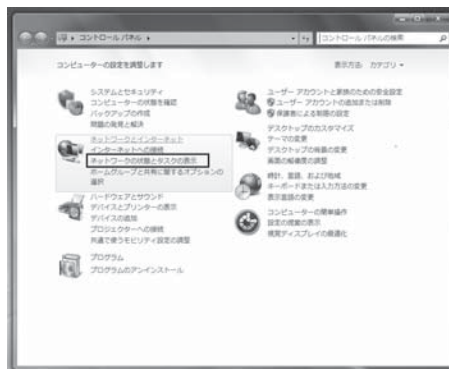 コントロール パネル
コントロール パネルの検索
コンピューターの設定を調整します
表示方法: カテゴリ
システムとセキュリティ
コンピューターの状態を確認
バックアップの作成
問題の発見と解決
ネットワークとインターネット
インターネットへの接続
ネットワークの状態とタスクの表示
ホームグループと共有に関するオプションの
選択
ハードウェアとサウンド
デバイスとプリンターの表示
デバイスの追加
プロジェクターへの接続
共通で使うモビリティ設定の調整
プログラム
プログラムのアンインストール
ユーザー アカウントと家族のための安全設定
ユーザー アカウントの追加または削除
保護者による制限の設定
デスクトップのカスタマイズ
テーマの変更
デスクトップの背景の変更
画面の解像度の調整
時計、言語、および地域
キーボードまたは入力方法の変更
表示言語の変更
コンピューターの簡単操作
設定の提案の表示
視覚ディスプレイの最適化